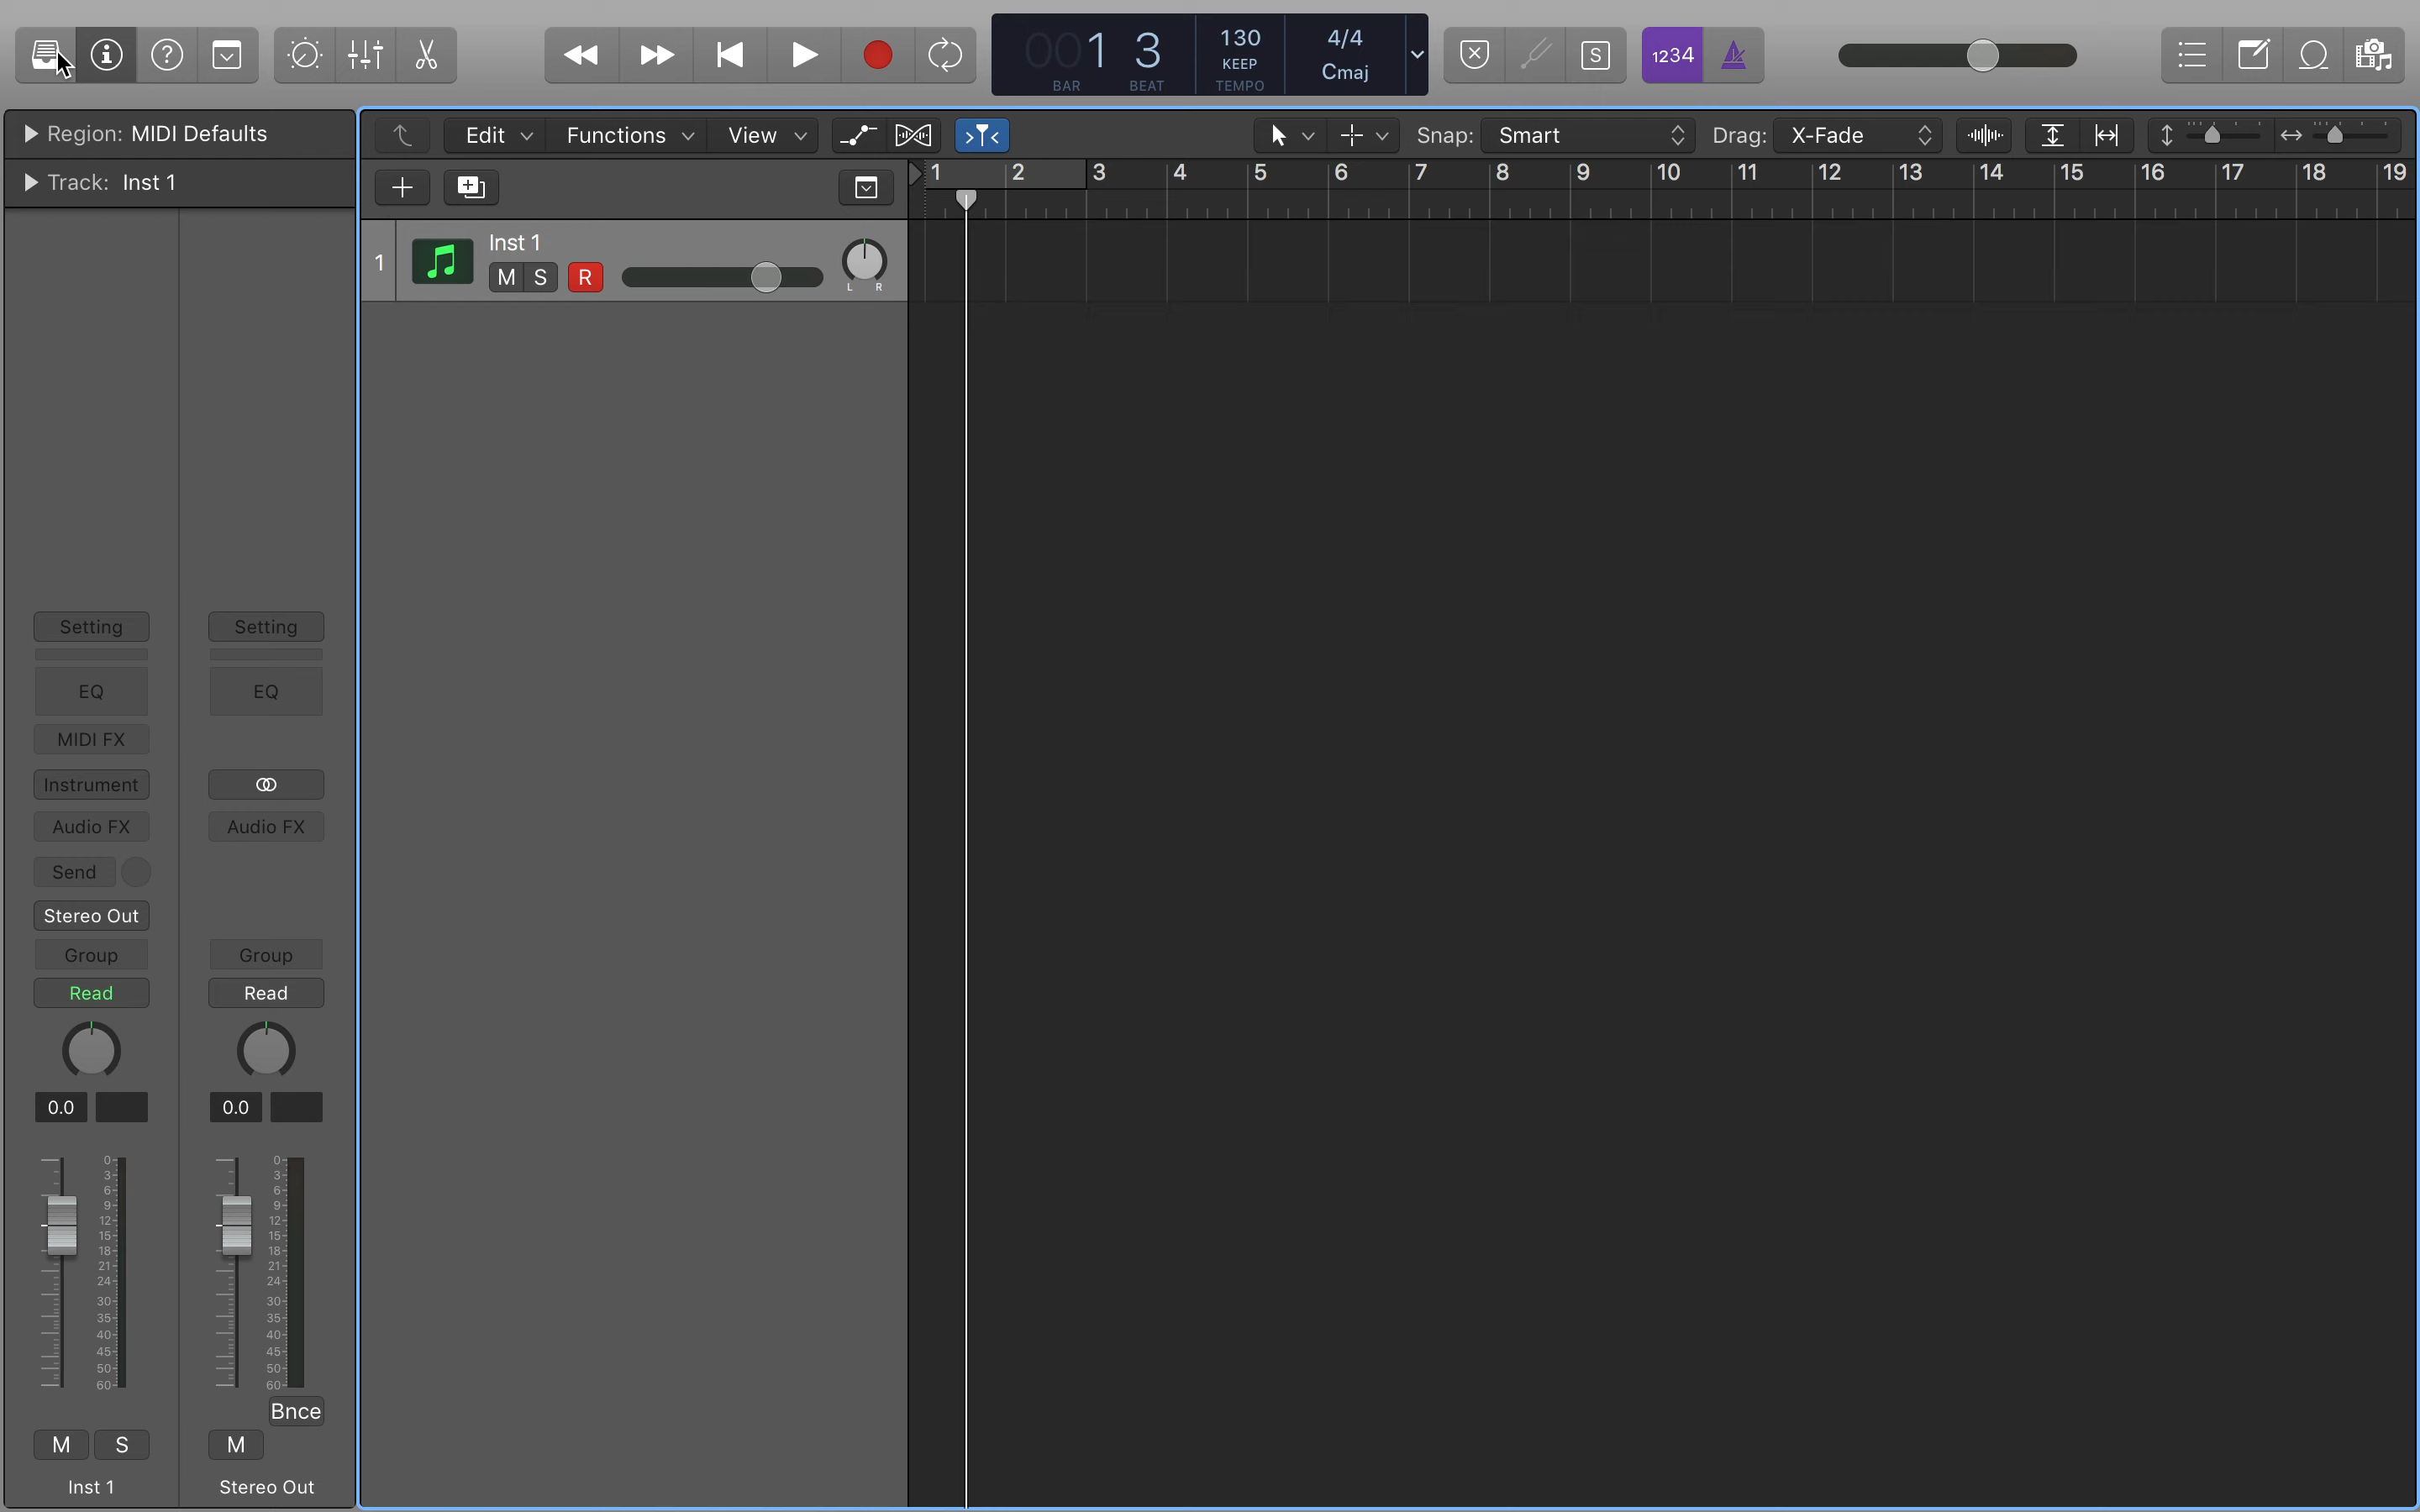 001 3 130 4/4
KEEP Cmaj
BAR BEAT TEMPO
S 1234
Region: MIDI Defaults
Edit Functions View Snap: Smart Drag: X-Fade
Track: Inst 1
1 2 3 4 5 6 7 8 9 10 11 12 13 14 15 16 17 18 19
1 Inst 1
M S R
L R
Setting Setting
EQ EQ
MIDI FX
Instrument
Audio FX Audio FX
Send
Stereo Out
Group Group
Read Read
0.0 0.0
0 0
3 3
6 6
9 9
12 12
15 15
18 18
21 21
24 24
30 30
35 35
40 40
45 45
50 50
60 60
Bnce
M S M
Inst 1 Stereo Out